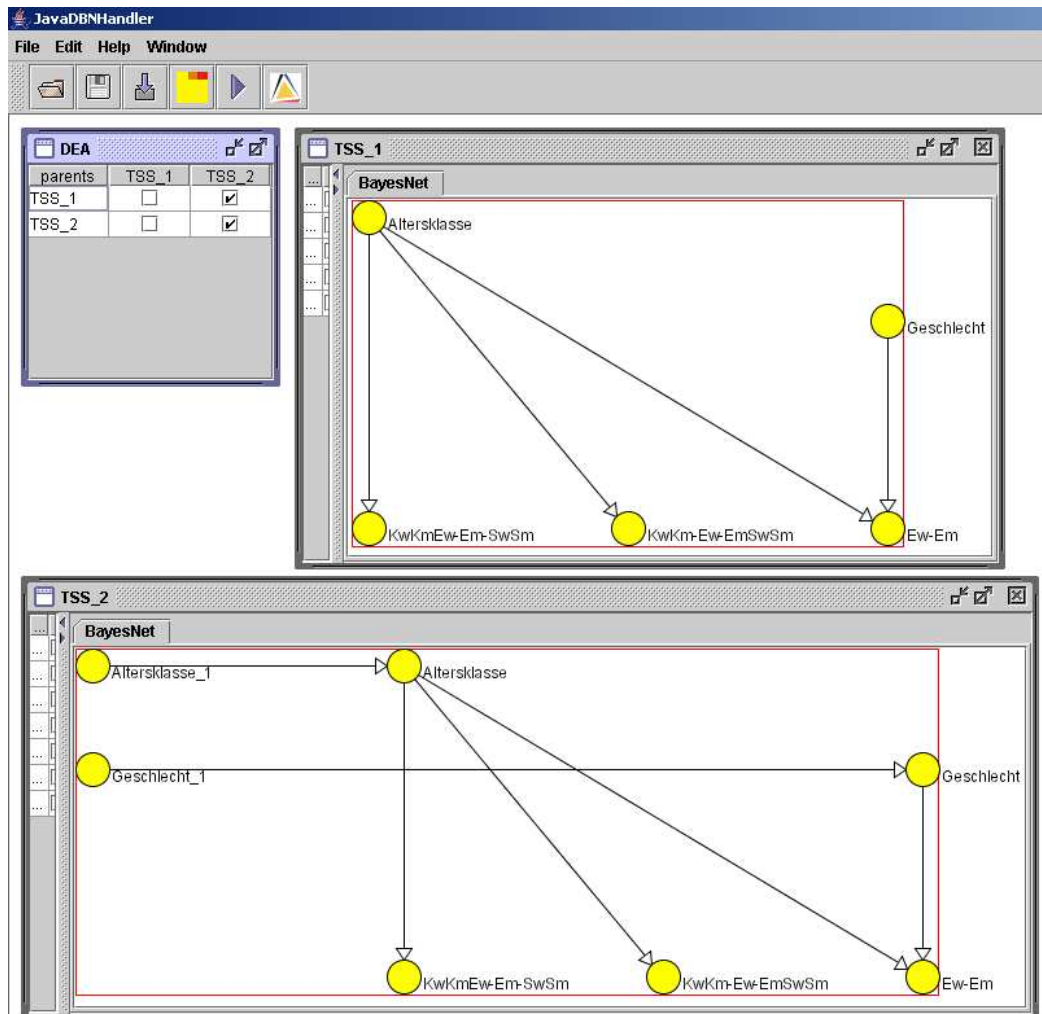 JavaDBNHandler
File Edit Help Window
DEA
parents TSS_1 TSS_2
TSS_1
TSS_2
TSS_1
...
...
...
...
...
...
BayesNet
Altersklasse
Geschlecht
KwKmEw-Em-SwSm
KwKm-Ew-EmSwSm
Ew-Em
TSS_2
...
...
...
...
...
...
...
...
BayesNet
Altersklasse_1
Altersklasse
Geschlecht_1
Geschlecht
KwKmEw-Em-SwSm
KwKm-Ew-EmSwSm
Ew-Em